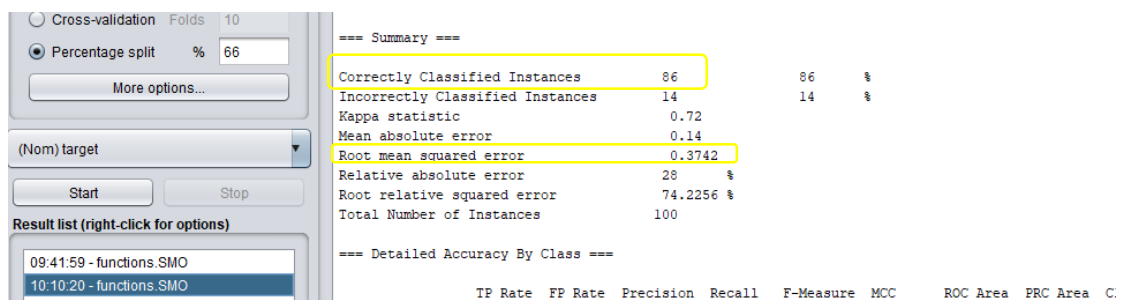 Cross-validation Folds 10
Percentage split % 66
More options...
(Nom) target
Start Stop
Result list (right-click for options)
09:41:59 - functions.SMO
10:10:20 - functions.SMO
=== Summary ===
Correctly Classified Instances 86 86 %
Incorrectly Classified Instances 14 14 %
Kappa statistic 0.72
Mean absolute error 0.14
Root mean squared error 0.3742
Relative absolute error 28 %
Root relative squared error 74.2256 %
Total Number of Instances 100
=== Detailed Accuracy By Class ===
TP Rate FP Rate Precision Recall F-Measure MCC ROC Area PRC Area